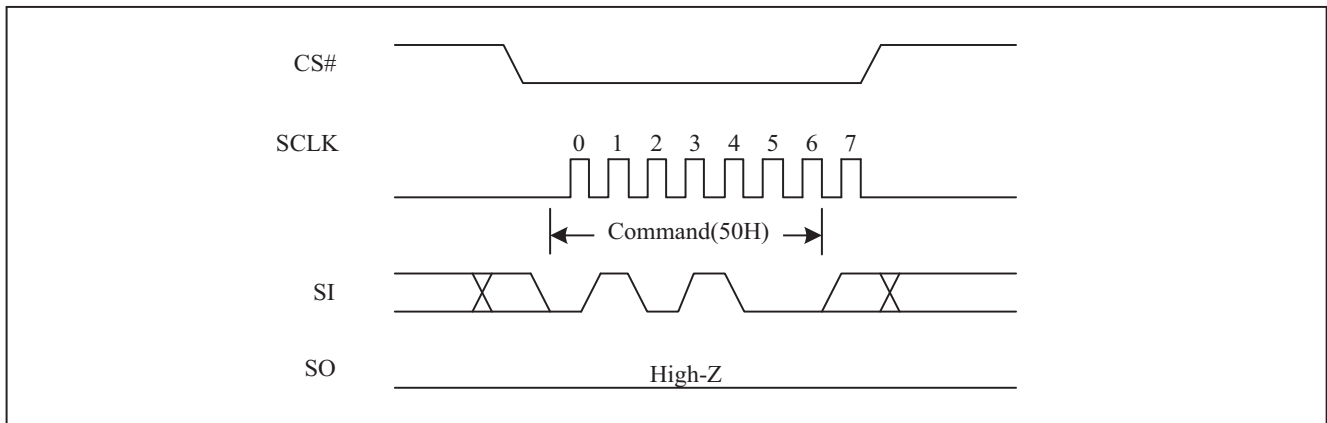 CS#
SCLK
0 1 2 3 4 5 6 7
Command(50H)
SI
SO
High-Z